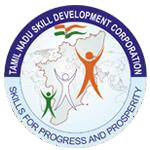 TAMIL NADU SKILL DEVELOPMENT CORPORATION
SKILLS FOR PROGRESS AND PROSPERITY